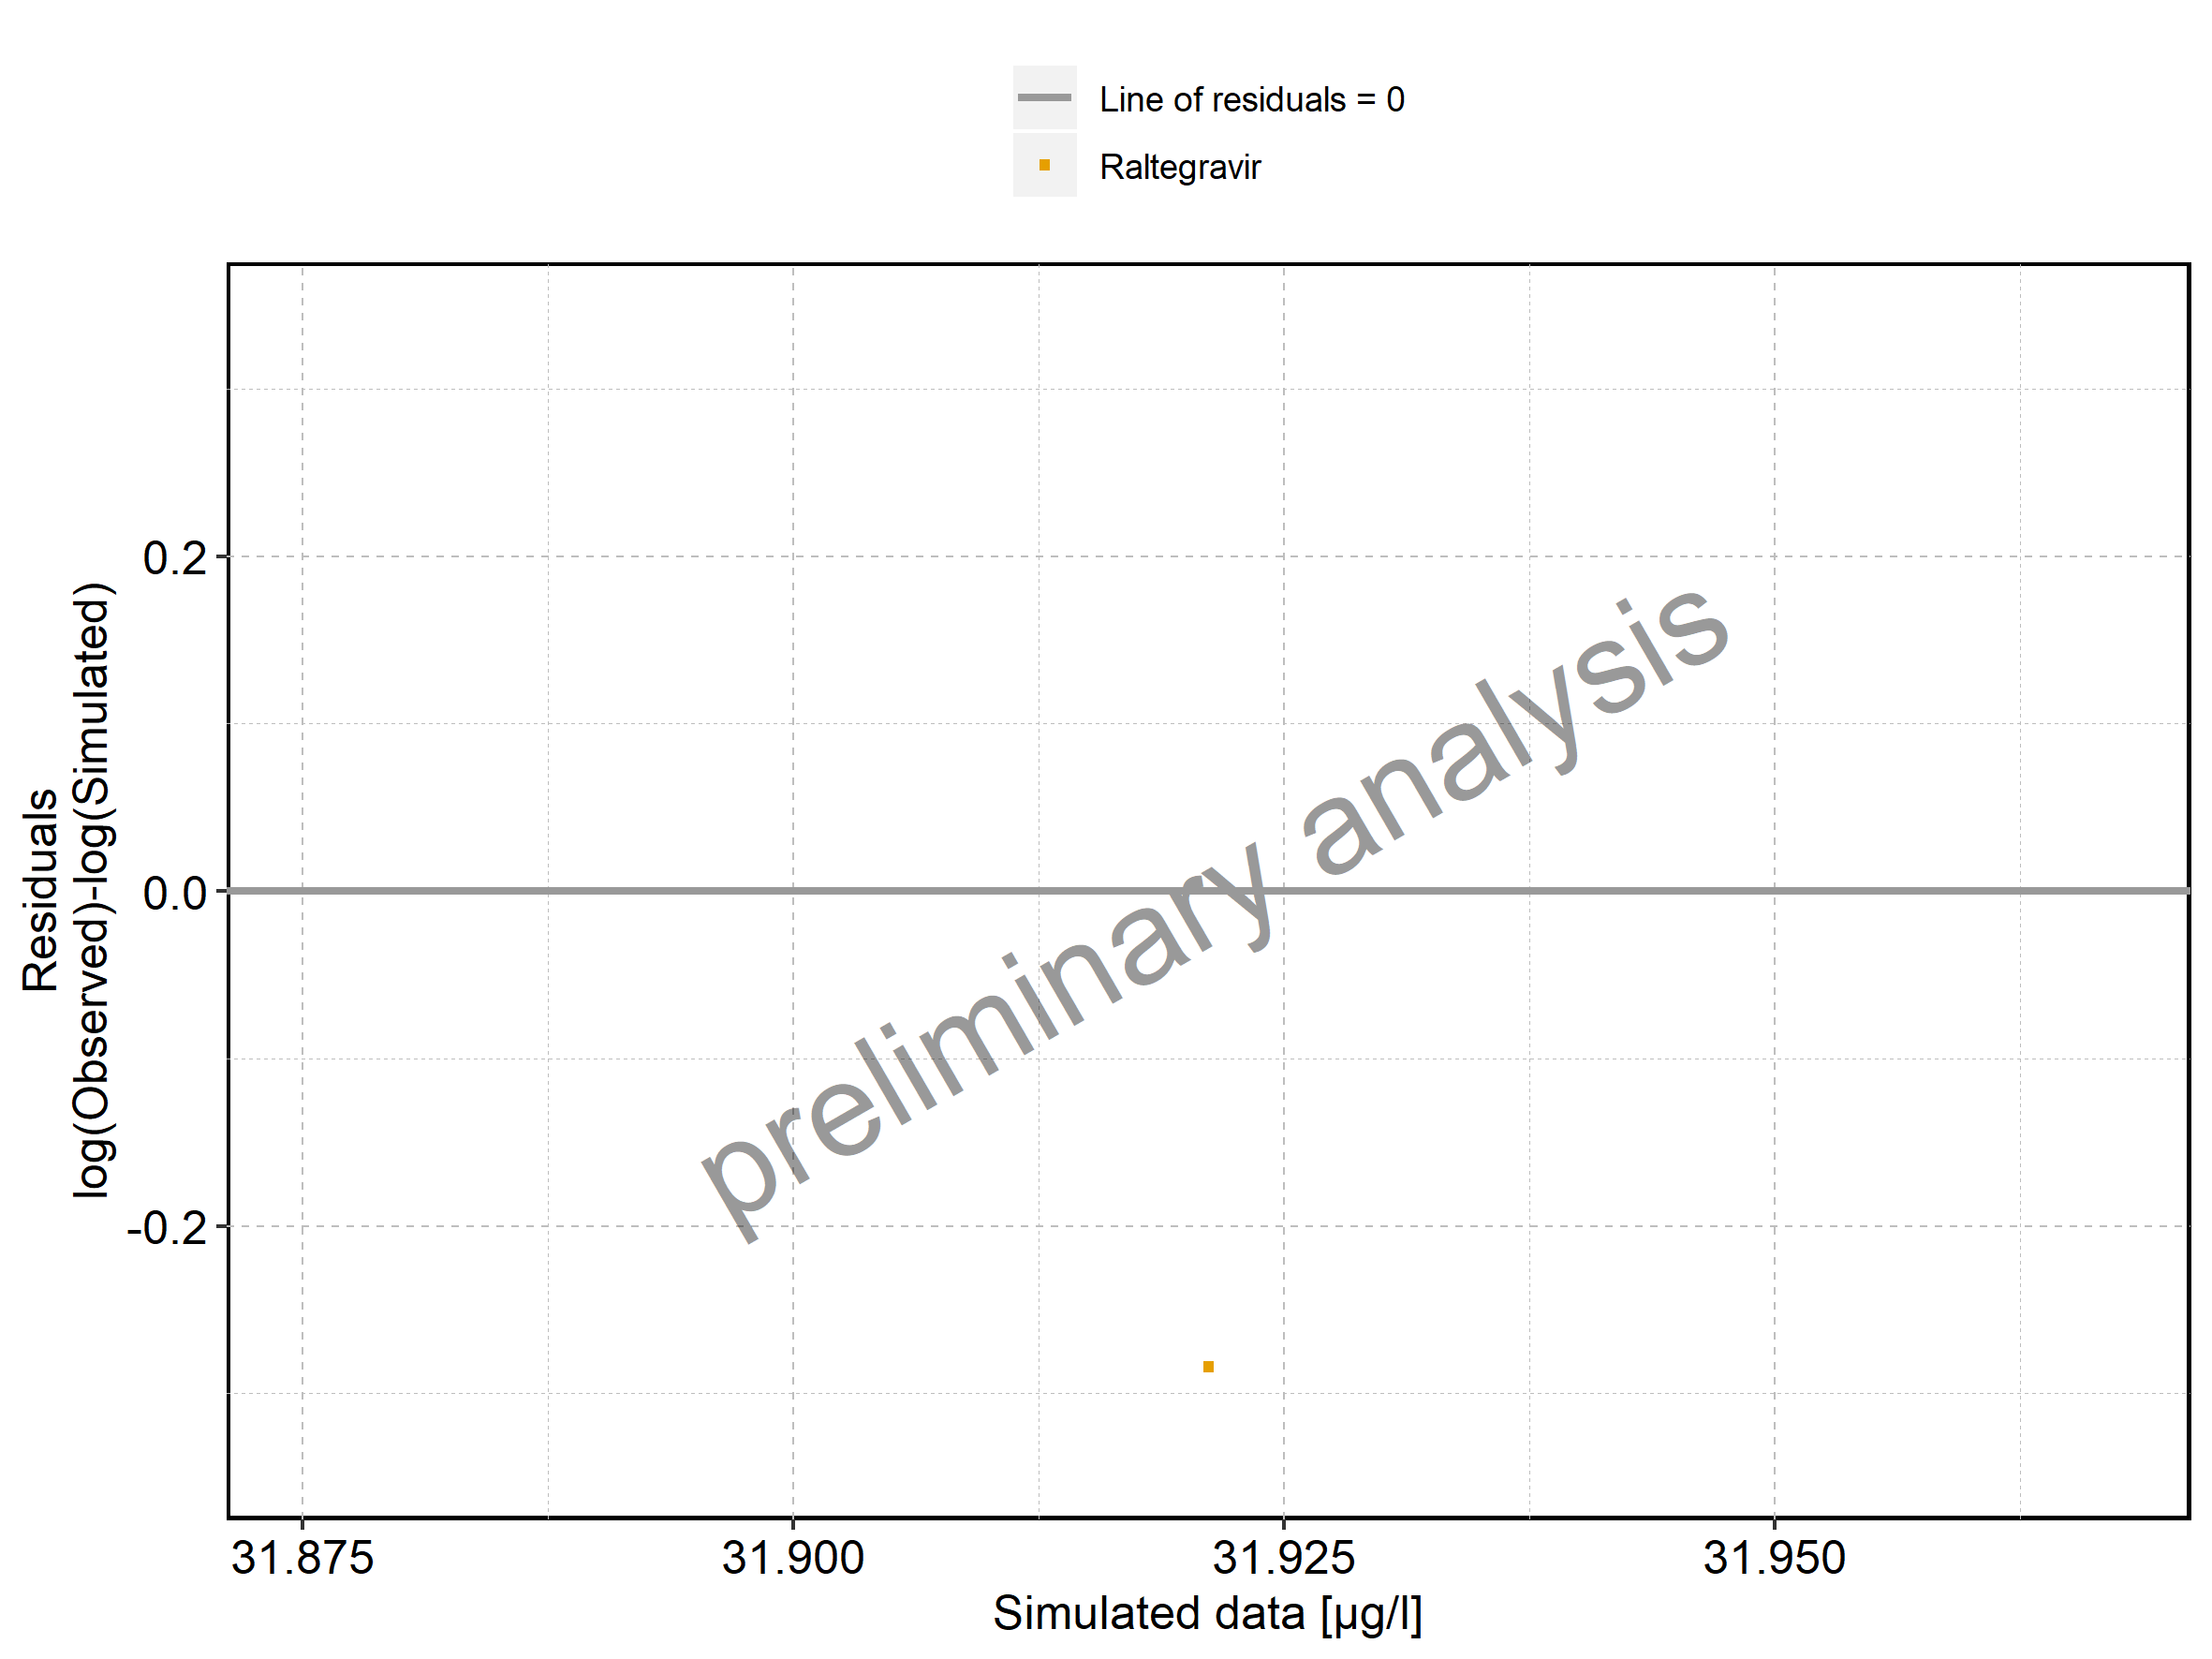 Line of residuals = 0
Raltegravir
Residuals
log(Observed)-log(Simulated)
0.2
0.0
-0.2
preliminary analysis
31.875 31.900 31.925 31.950
Simulated data [µg/l]